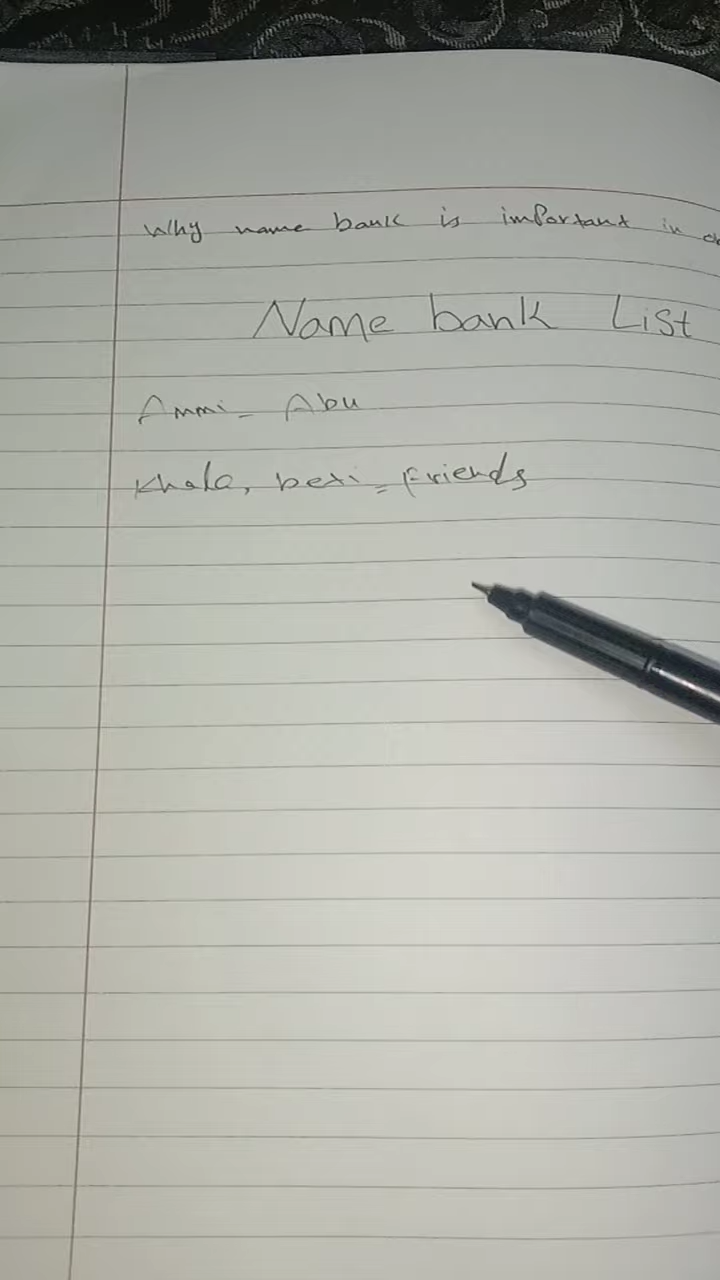 Why name bank is important in
Name bank List
Ammi - Abu
Khala, beti = Friends